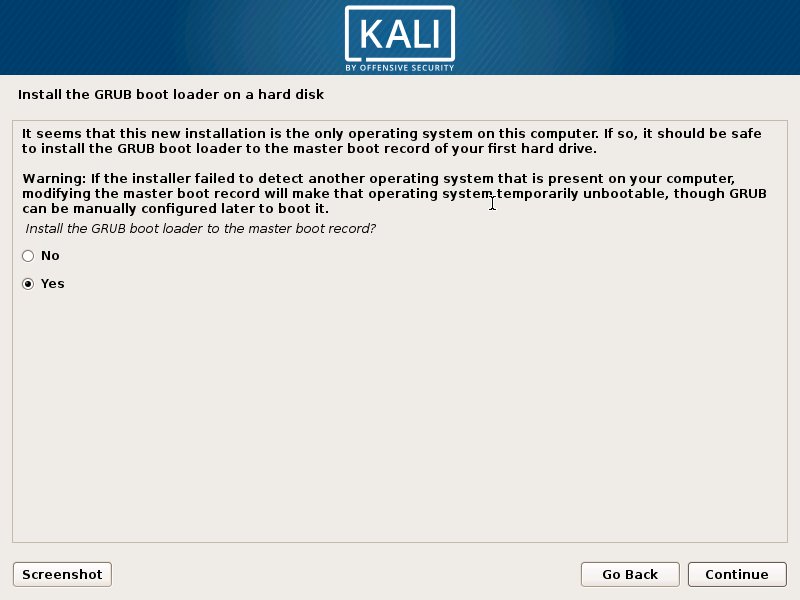 KALI
BY OFFENSIVE SECURITY
Install the GRUB boot loader on a hard disk
It seems that this new installation is the only operating system on this computer. If so, it should be safe
to install the GRUB boot loader to the master boot record of your first hard drive.
Warning: If the installer failed to detect another operating system that is present on your computer,
modifying the master boot record will make that operating system temporarily unbootable, though GRUB
can be manually configured later to boot it.
Install the GRUB boot loader to the master boot record?
No
Yes
Screenshot
Go Back
Continue